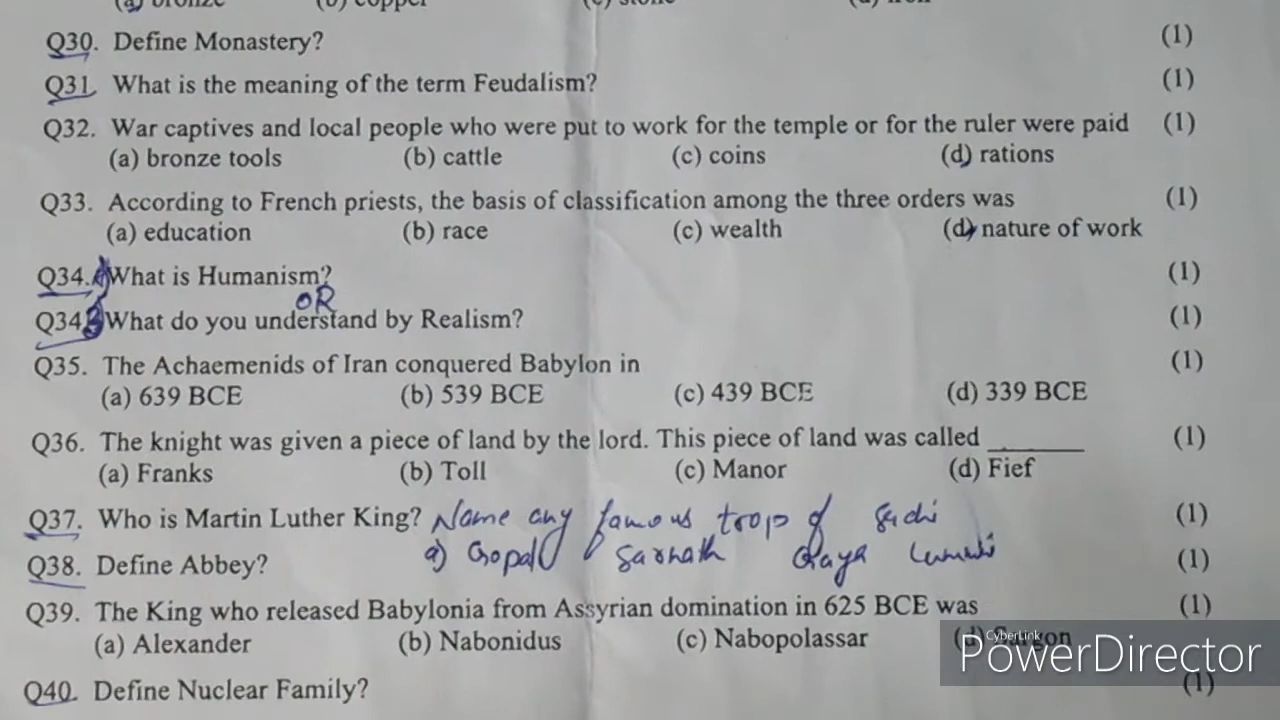 (a) bronze (b) copper (c) stone (d) iron
Q30. Define Monastery? (1)
Q31. What is the meaning of the term Feudalism? (1)
Q32. War captives and local people who were put to work for the temple or for the ruler were paid (1)
(a) bronze tools (b) cattle (c) coins (d) rations
Q33. According to French priests, the basis of classification among the three orders was (1)
(a) education (b) race (c) wealth (d) nature of work
Q34. What is Humanism? (1)
OR
Q34 What do you understand by Realism? (1)
Q35. The Achaemenids of Iran conquered Babylon in (1)
(a) 639 BCE (b) 539 BCE (c) 439 BCE (d) 339 BCE
Q36. The knight was given a piece of land by the lord. This piece of land was called ______ (1)
(a) Franks (b) Toll (c) Manor (d) Fief
Q37. Who is Martin Luther King? Name any famous of (1)
a) Gopal Sarnath Gaya
Q38. Define Abbey? (1)
Q39. The King who released Babylonia from Assyrian domination in 625 BCE was (1)
(a) Alexander (b) Nabonidus (c) Nabopolassar (d) Sargon
CyberLink
PowerDirector
Q40. Define Nuclear Family? (1)